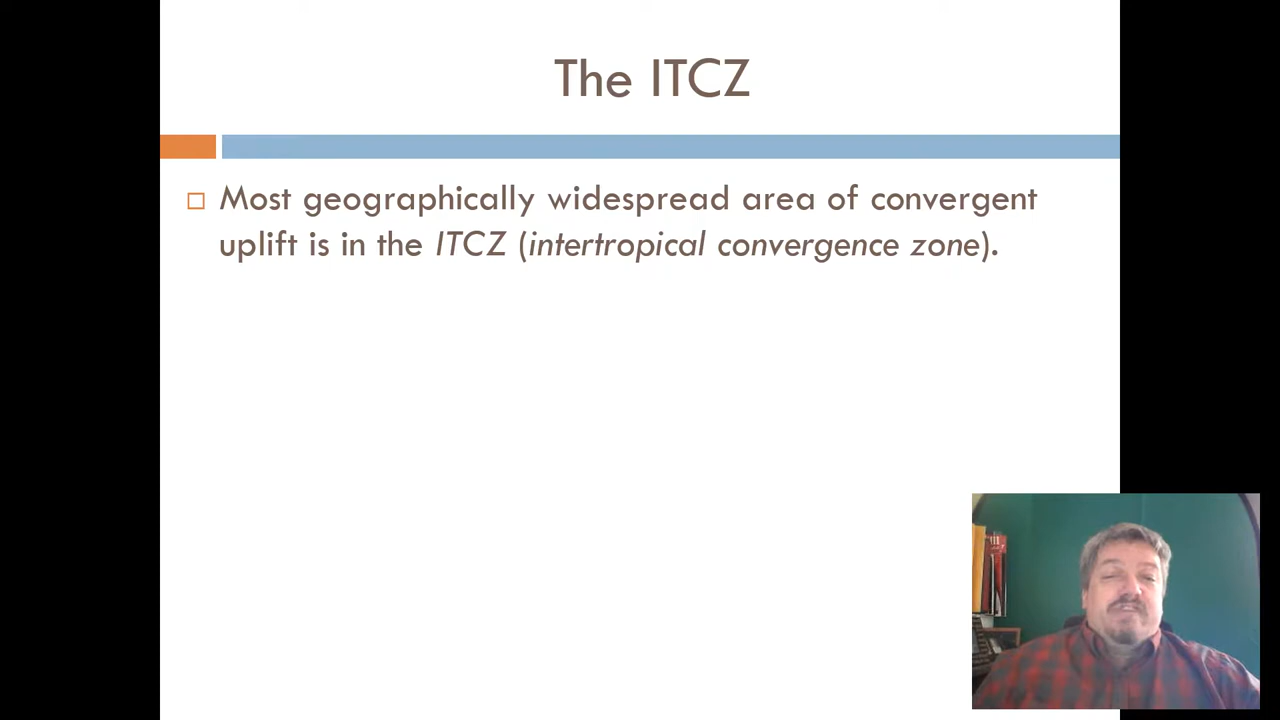 The ITCZ
Most geographically widespread area of convergent
uplift is in the ITCZ (intertropical convergence zone).